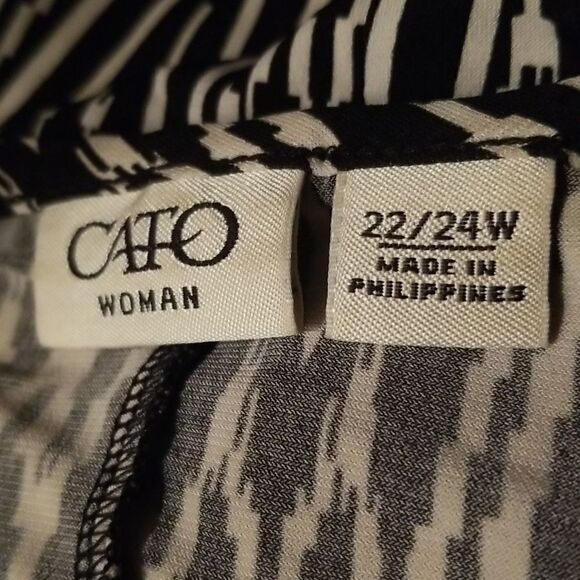 CATO
WOMAN
22/24W
MADE IN
PHILIPPINES